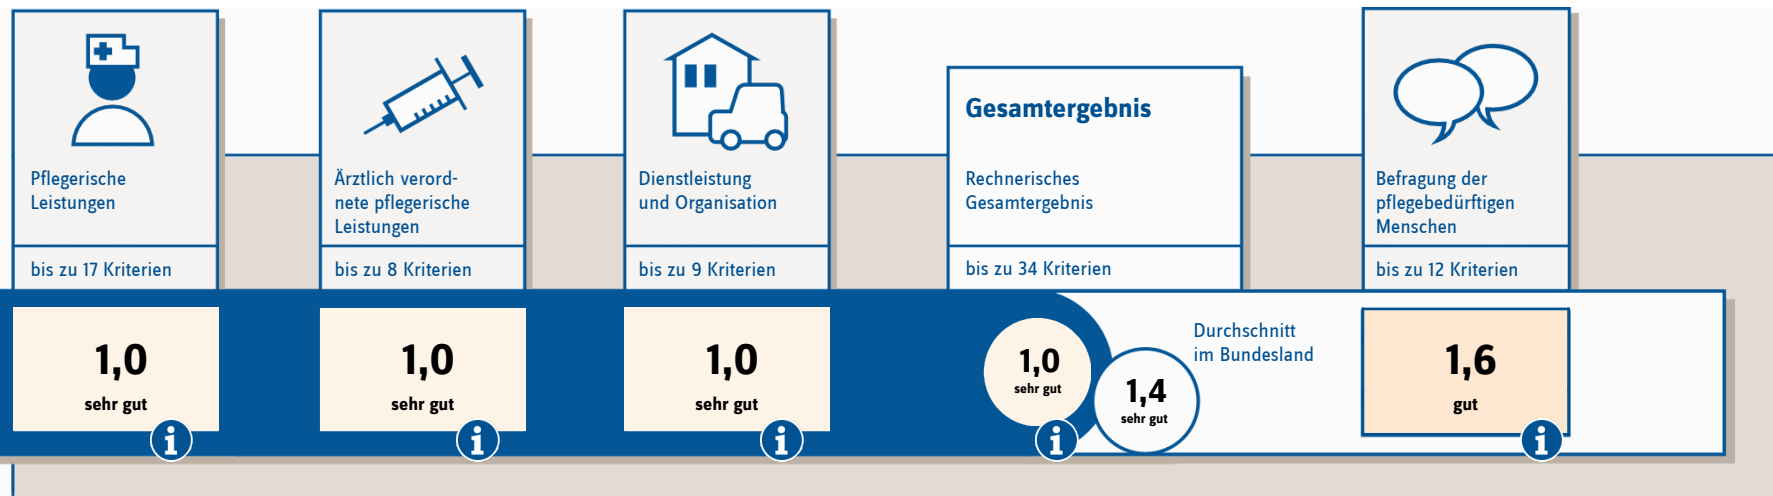 Pflegerische
Leistungen
bis zu 17 Kriterien
1,0
sehr gut
i
Ärztlich verord-
nete pflegerische
Leistungen
bis zu 8 Kriterien
1,0
sehr gut
i
Dienstleistung
und Organisation
bis zu 9 Kriterien
1,0
sehr gut
i
Gesamtergebnis
Rechnerisches
Gesamtergebnis
bis zu 34 Kriterien
1,0
sehr gut
i
1,4
sehr gut
Durchschnitt
im Bundesland
Befragung der
pflegebedürftigen
Menschen
bis zu 12 Kriterien
1,6
gut
i